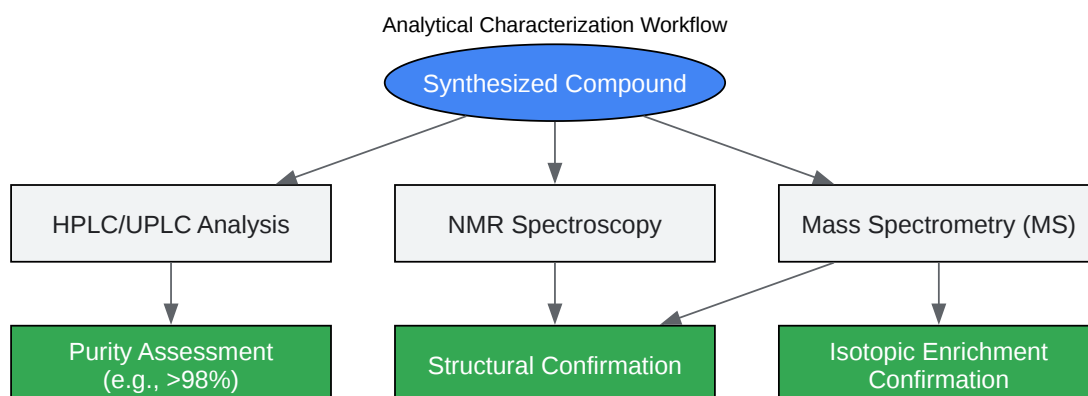 Analytical Characterization Workflow
Synthesized Compound
HPLC/UPLC Analysis
NMR Spectroscopy
Mass Spectrometry (MS)
Purity Assessment
(e.g., >98%)
Structural Confirmation
Isotopic Enrichment
Confirmation